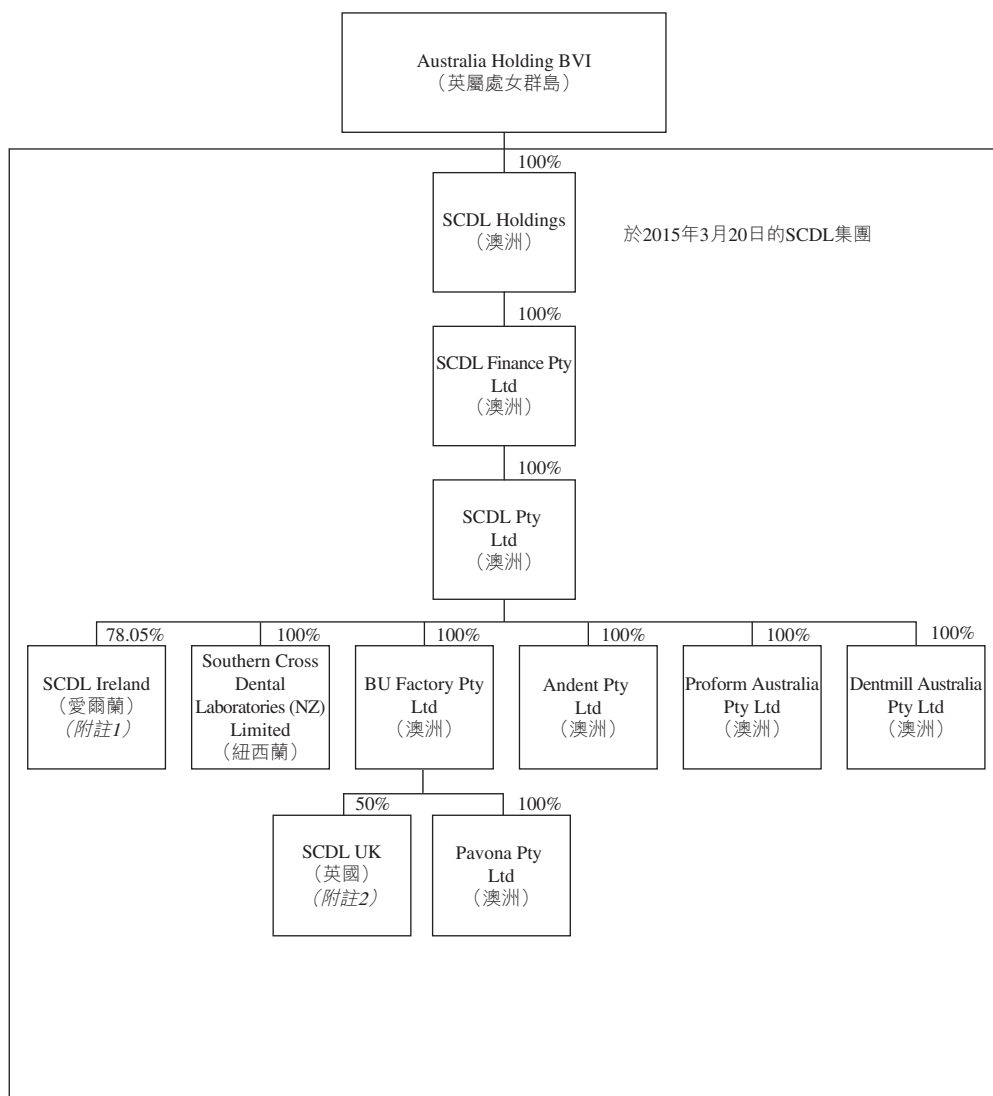 Australia Holding BVI
（英屬處女群島）
100%
SCDL Holdings
（澳洲）
於2015年3月20日的SCDL集團
100%
SCDL Finance Pty
Ltd
（澳洲）
100%
SCDL Pty
Ltd
（澳洲）
78.05%
100%
100%
100%
100%
100%
SCDL Ireland
（愛爾蘭）
（附註1）
Southern Cross
Dental
Laboratories (NZ)
Limited
（紐西蘭）
BU Factory Pty
Ltd
（澳洲）
Andent Pty
Ltd
（澳洲）
Proform Australia
Pty Ltd
（澳洲）
Dentmill Australia
Pty Ltd
（澳洲）
50%
100%
SCDL UK
（英國）
（附註2）
Pavona Pty
Ltd
（澳洲）